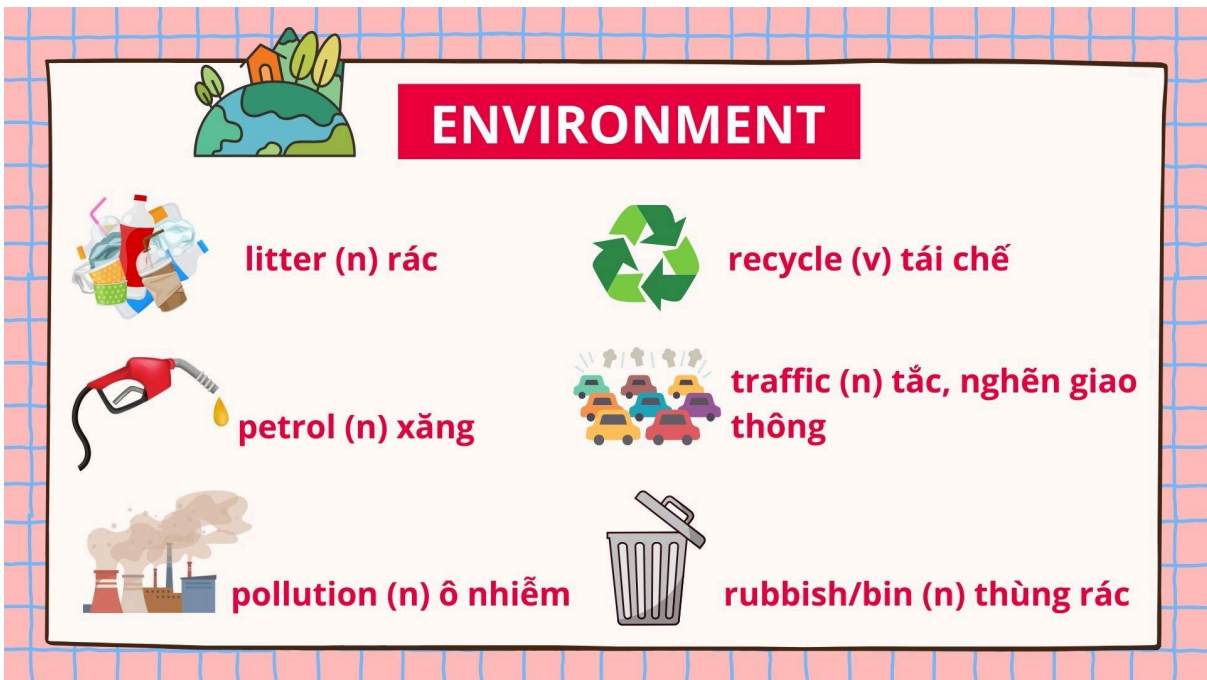 ENVIRONMENT
litter (n) rác
recycle (v) tái chế
petrol (n) xăng
traffic (n) tắc, nghẽn giao
thông
pollution (n) ô nhiễm
rubbish/bin (n) thùng rác